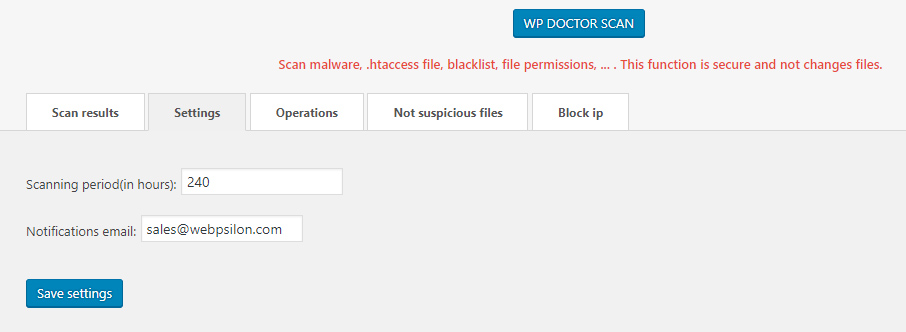 WP DOCTOR SCAN
Scan malware, .htaccess file, blacklist, file permissions, ... . This function is secure and not changes files.
Scan results
Settings
Operations
Not suspicious files
Block ip
Scanning period(in hours): 240
Notifications email: sales@webpsilon.com
Save settings